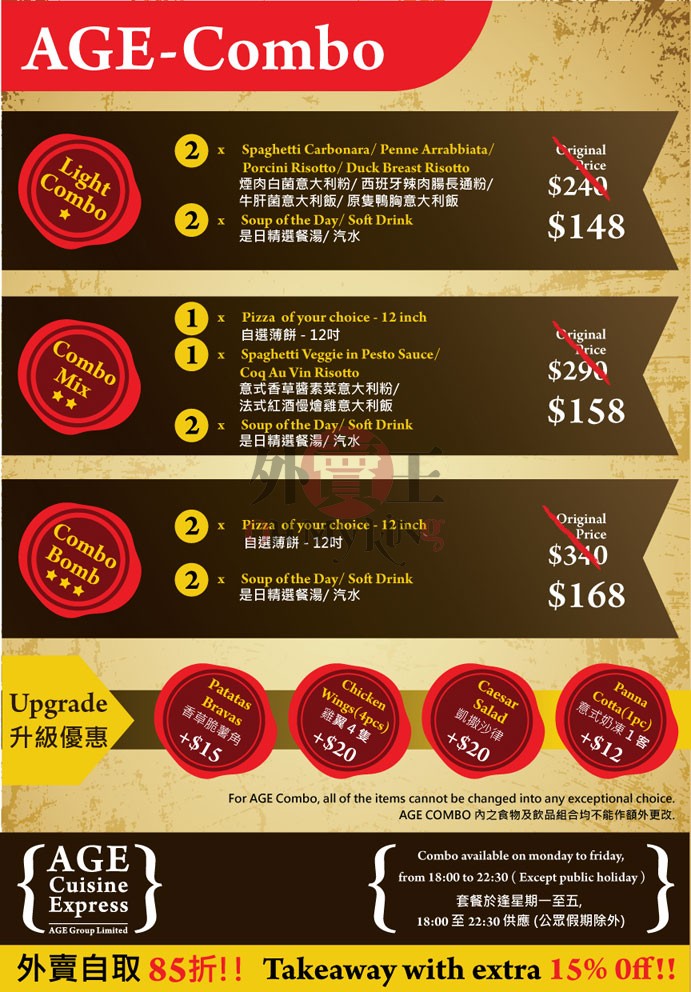 AGE-Combo
Light
Combo
2 x Spaghetti Carbonara/ Penne Arrabbiata/
Porcini Risotto/ Duck Breast Risotto
煙肉白菌意大利粉/ 西班牙辣肉腸長通粉/
牛肝菌意大利飯/ 原隻鴨胸意大利飯
2 x Soup of the Day/ Soft Drink
是日精選餐湯/ 汽水
Original
Price
$240
$148
Combo
Mix
1 x Pizza of your choice - 12 inch
自選薄餅 - 12吋
1 x Spaghetti Veggie in Pesto Sauce/
Coq Au Vin Risotto
意式香草醬素菜意大利粉/
法式紅酒慢燴雞意大利飯
2 x Soup of the Day/ Soft Drink
是日精選餐湯/ 汽水
Original
Price
$290
$158
外賣王
Combo
Bomb
2 x Pizza of your choice - 12 inch
自選薄餅 - 12吋
2 x Soup of the Day/ Soft Drink
是日精選餐湯/ 汽水
Original
Price
$340
$168
Upgrade
升級優惠
Patatas
Bravas
香草脆薯角
+$15
Chicken
Wings(4pcs)
雞翼4隻
+$20
Caesar
Salad
凱撒沙律
+$20
Panna
Cotta(1pc)
意式奶凍1客
+$12
For AGE Combo, all of the items cannot be changed into any exceptional choice.
AGE COMBO 內之食物及飲品組合均不能作額外更改.
AGE
Cuisine
Express
AGE Group Limited
Combo available on monday to friday,
from 18:00 to 22:30 ( Except public holiday )
套餐於逢星期一至五,
18:00 至 22:30 供應 (公眾假期除外)
外賣自取 85折!! Takeaway with extra 15% 0ff!!